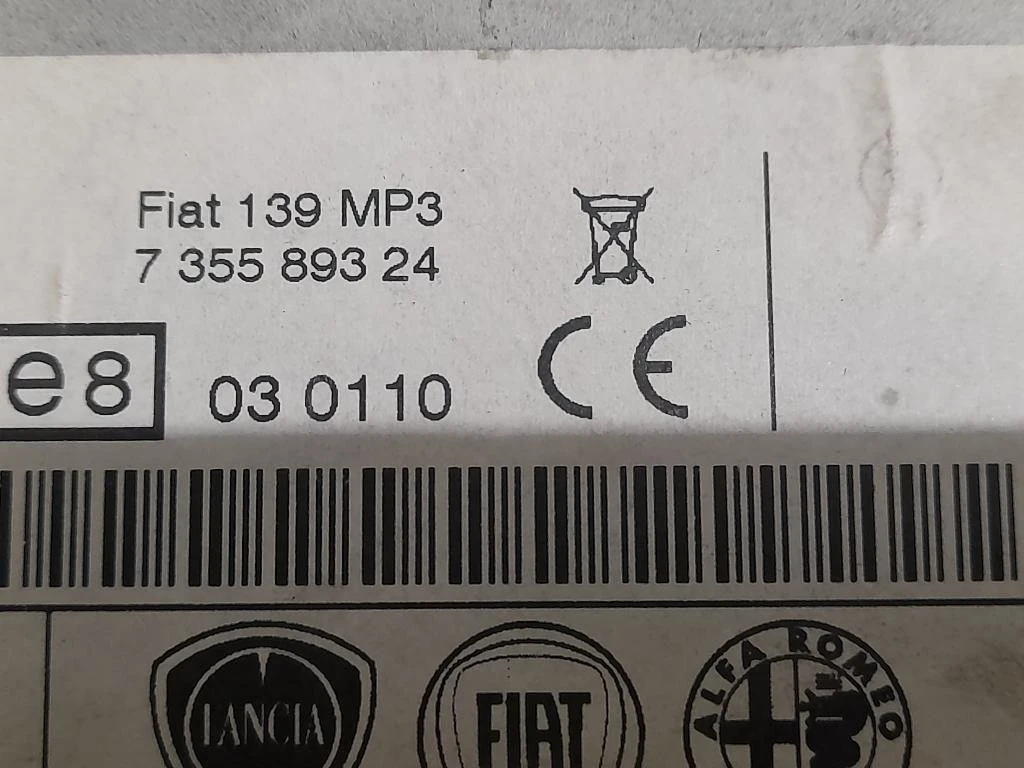 Fiat 139 MP3
7 355 893 24
e8
03 0110
CE
LANCIA
FIAT
ALFA ROMEO